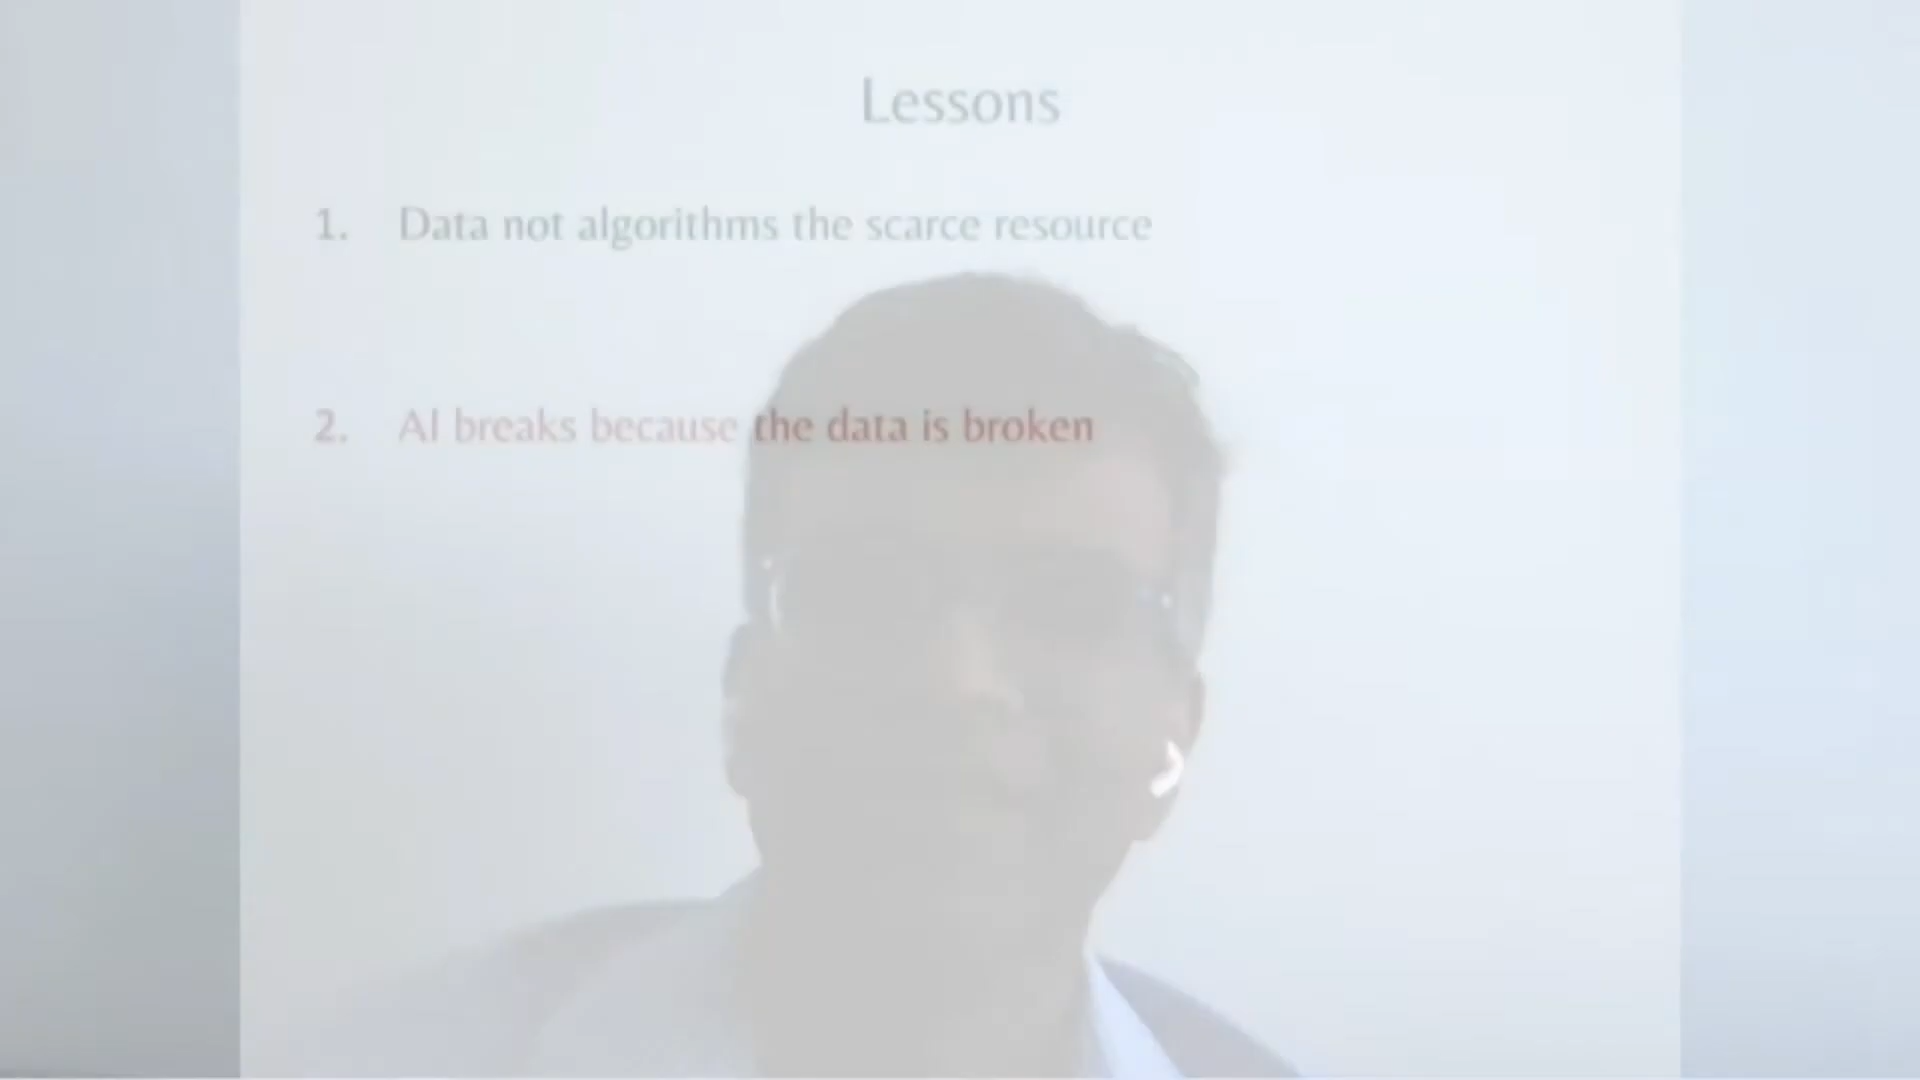 Lessons
1. Data not algorithms the scarce resource
2. AI breaks because the data is broken